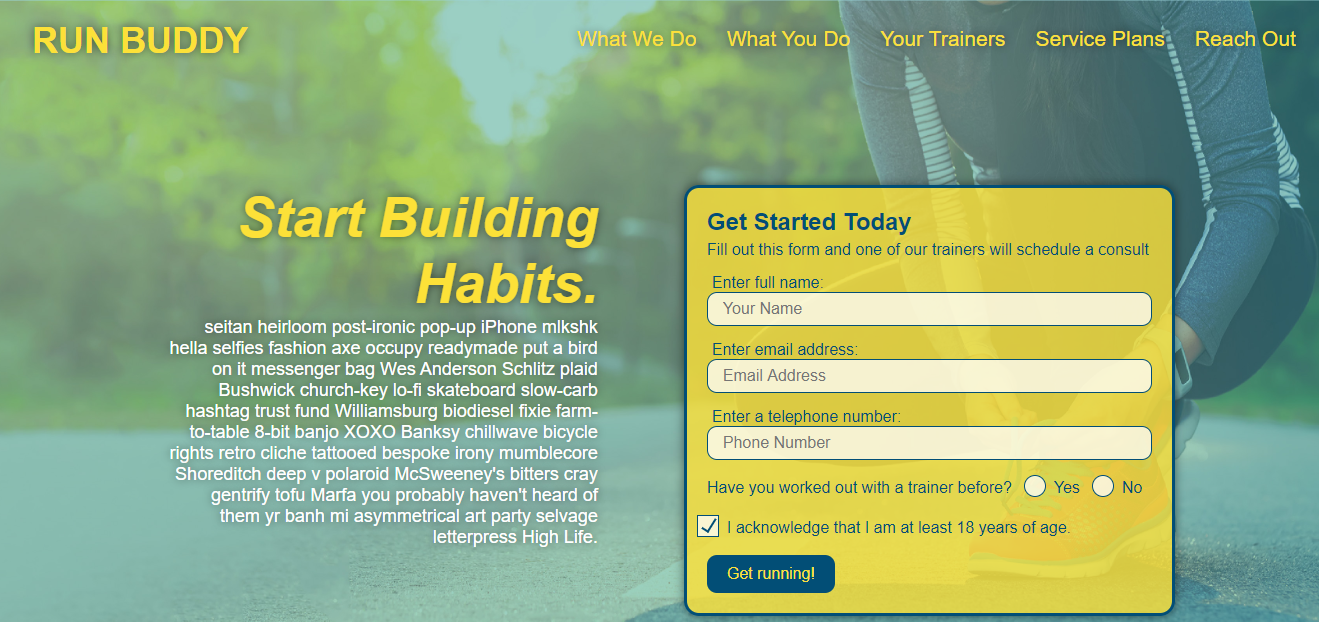 RUN BUDDY
What We Do What You Do Your Trainers Service Plans Reach Out
Start Building
Habits.
seitan heirloom post-ironic pop-up iPhone mlkshk
hella selfies fashion axe occupy readymade put a bird
on it messenger bag Wes Anderson Schlitz plaid
Bushwick church-key lo-fi skateboard slow-carb
hashtag trust fund Williamsburg biodiesel fixie farm-
to-table 8-bit banjo XOXO Banksy chillwave bicycle
rights retro cliche tattooed bespoke irony mumblecore
Shoreditch deep v polaroid McSweeney's bitters cray
gentrify tofu Marfa you probably haven't heard of
them yr banh mi asymmetrical art party selvage
letterpress High Life.
Get Started Today
Fill out this form and one of our trainers will schedule a consult
Enter full name:
Your Name
Enter email address:
Email Address
Enter a telephone number:
Phone Number
Have you worked out with a trainer before? Yes No
I acknowledge that I am at least 18 years of age.
Get running!